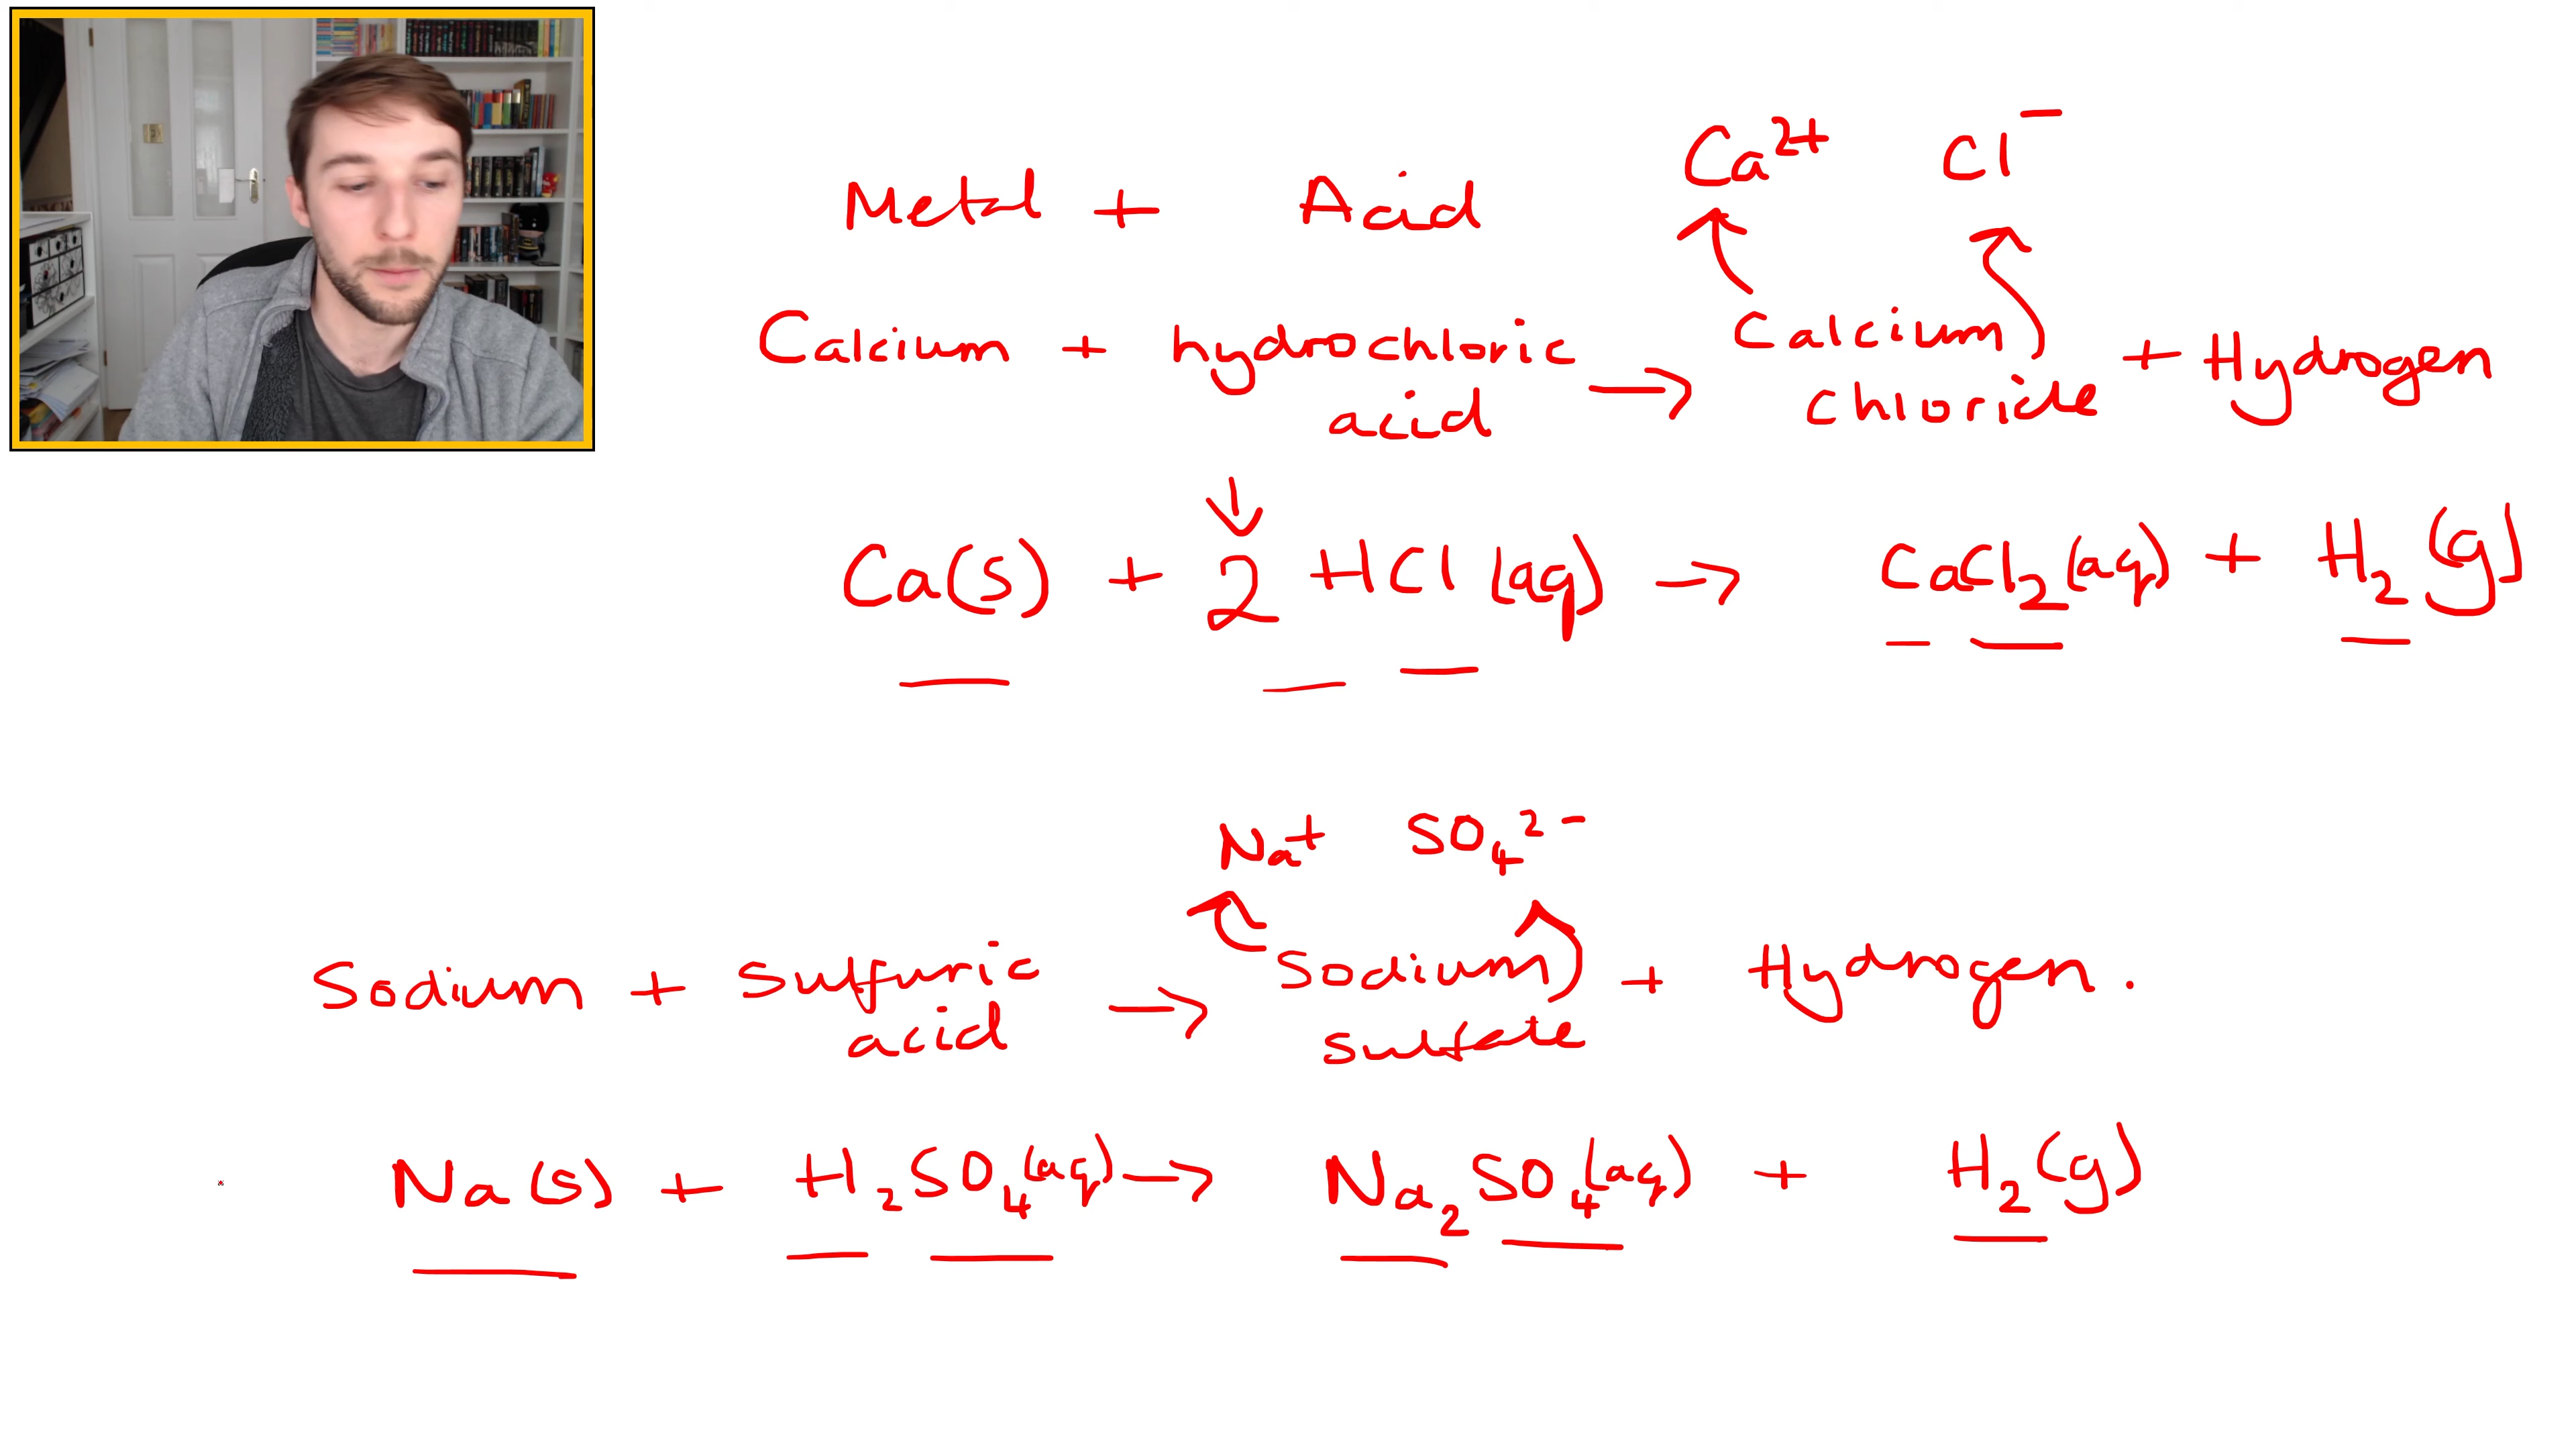 Ca²⁺ Cl⁻
Metal + Acid
Calcium + hydrochloric acid → Calcium chloride + Hydrogen
Ca(s) + 2 HCl (aq) → CaCl₂ (aq) + H₂ (g)
Na⁺ SO₄²⁻
Sodium + Sulfuric acid → Sodium sulfate + Hydrogen.
Na (s) + H₂SO₄ (aq) → Na₂SO₄ (aq) + H₂ (g)